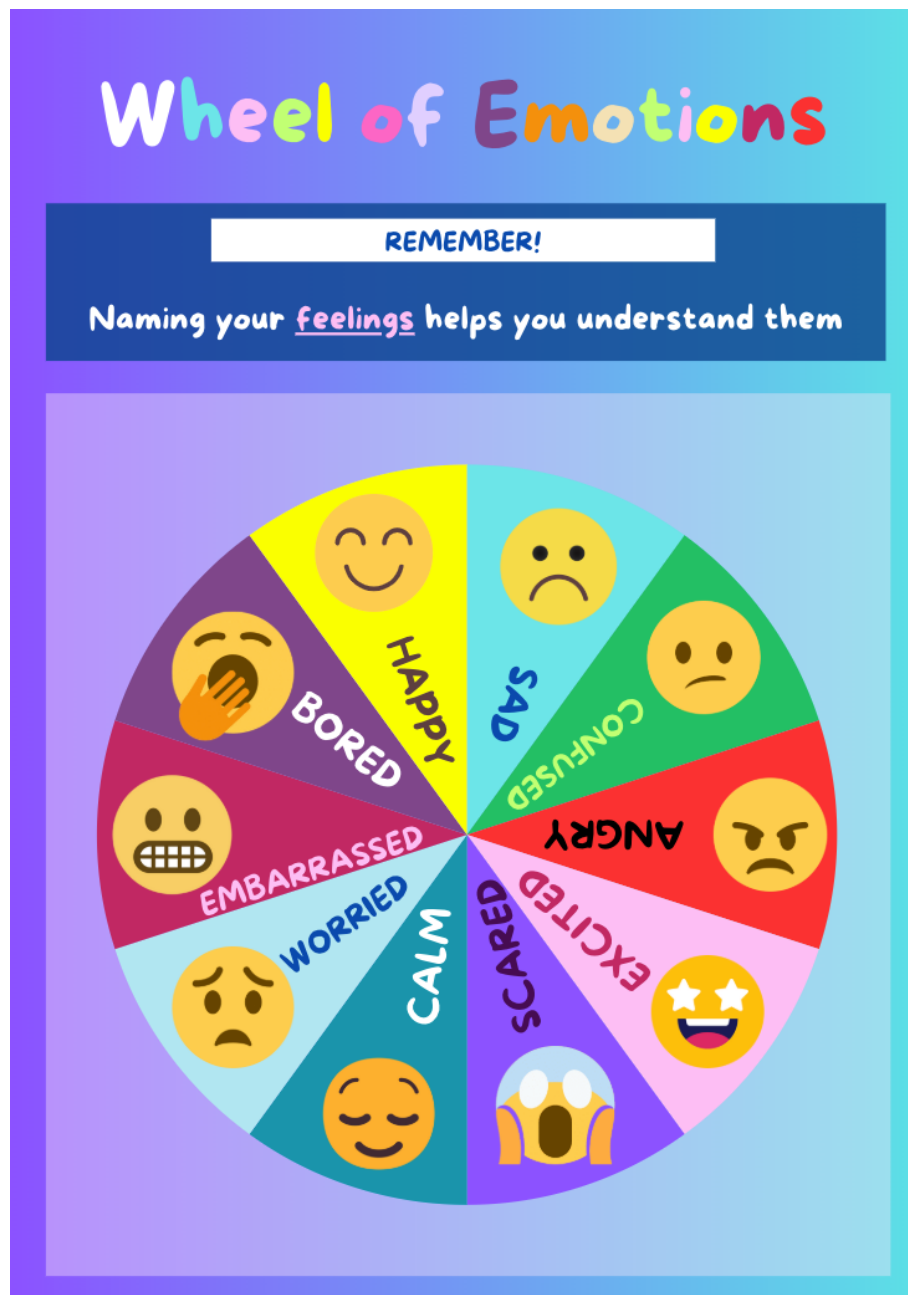 Wheel of Emotions
REMEMBER!
Naming your feelings helps you understand them
HAPPY
SAD
CONFUSED
ANGRY
EXCITED
SCARED
CALM
WORRIED
EMBARRASSED
BORED